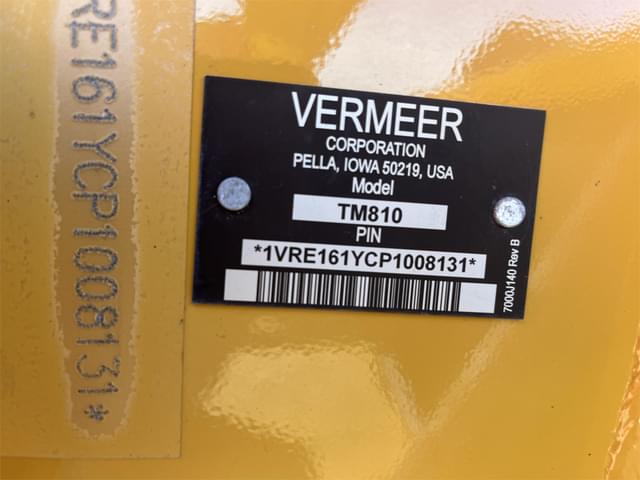 RE161YCP1008131*
VERMEER
CORPORATION
PELLA, IOWA 50219, USA
Model
TM810
PIN
*1VRE161YCP1008131*
7000J140 Rev B